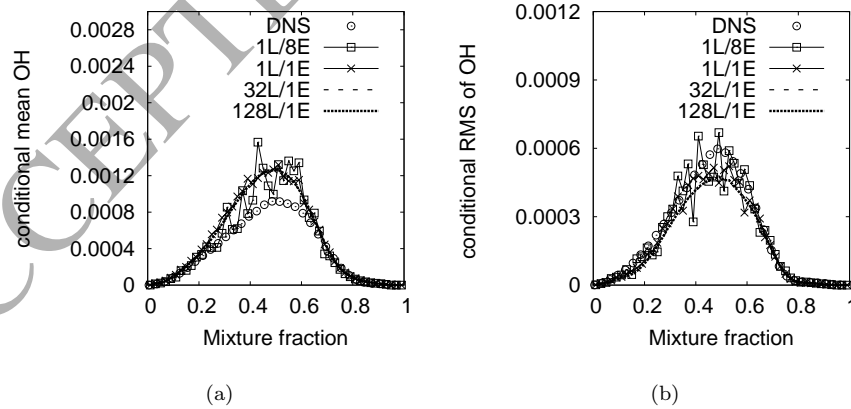 CCEPT
conditional mean OH
0.0028
0.0024
0.002
0.0016
0.0012
0.0008
0.0004
0
0 0.2 0.4 0.6 0.8 1
Mixture fraction
DNS
1L/8E
1L/1E
32L/1E
128L/1E
(a)
conditional RMS of OH
0.0012
0.0009
0.0006
0.0003
0
0 0.2 0.4 0.6 0.8 1
Mixture fraction
DNS
1L/8E
1L/1E
32L/1E
128L/1E
(b)